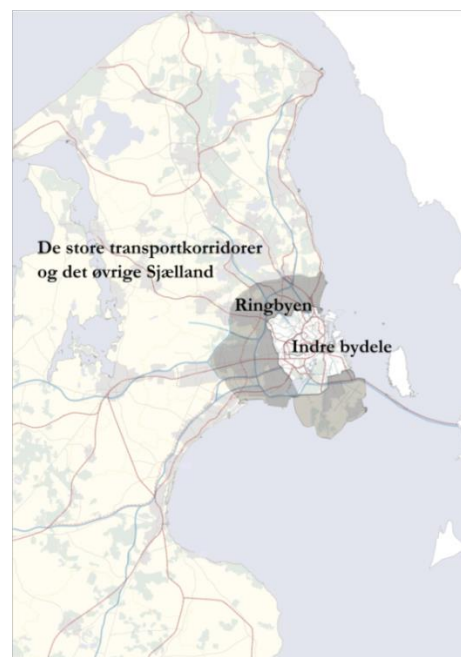 De store transportkorridorer
og det øvrige Sjælland
Ringbyen
Indre bydele